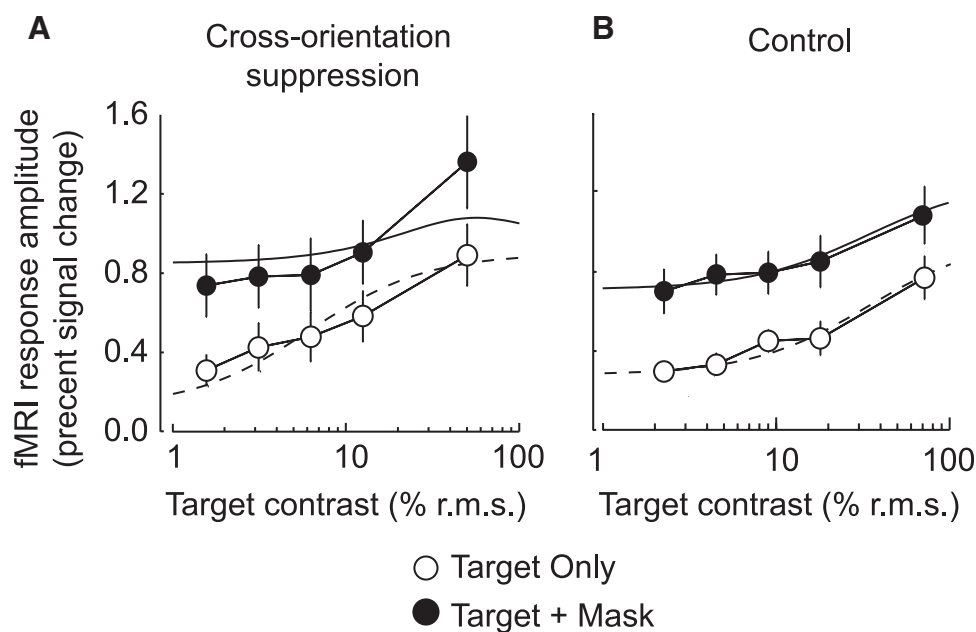 A
Cross-orientation
suppression
B
Control
fMRI response amplitude
(precent signal change)
1.6
1.2
0.8
0.4
0.0
1
10
100
1
10
100
Target contrast (% r.m.s.)
Target contrast (% r.m.s.)
Target Only
Target + Mask